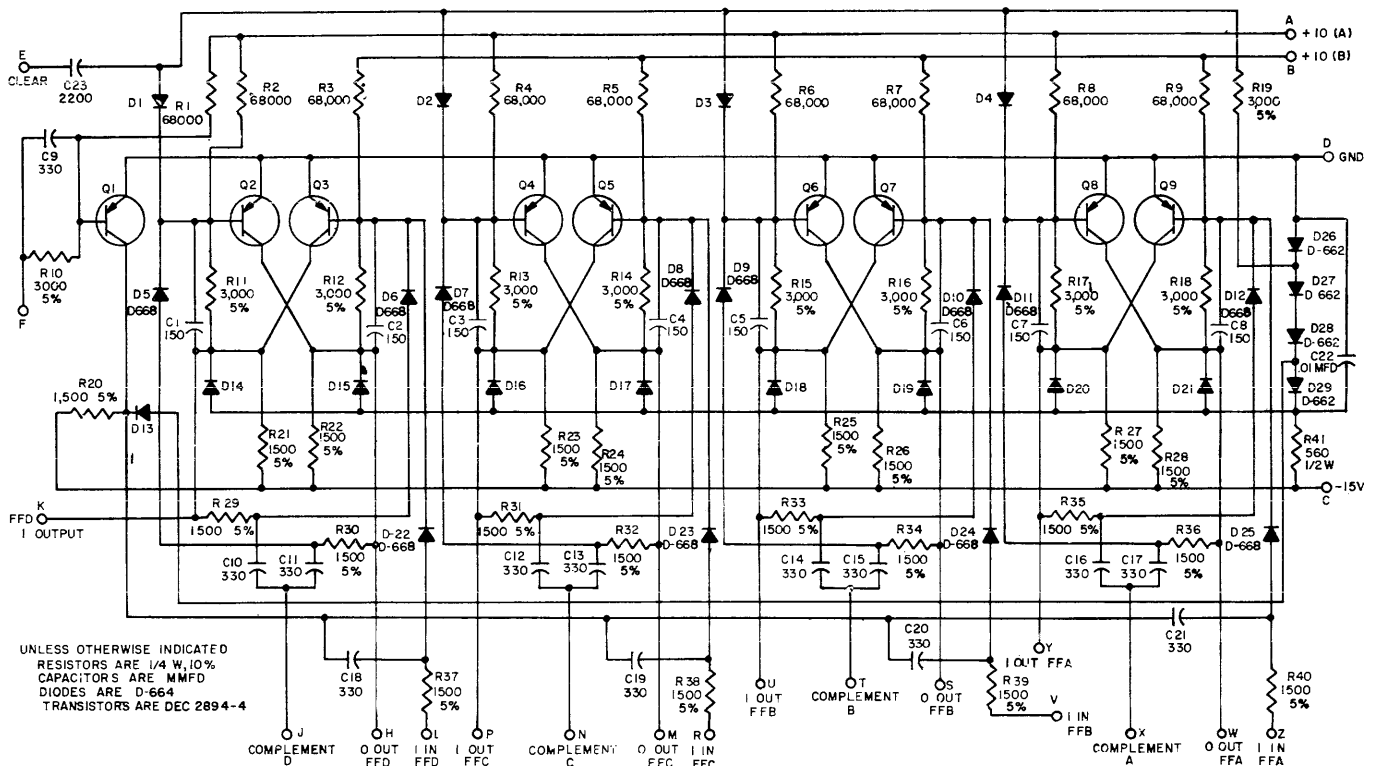 A
+10 (A)
E
CLEAR
C23
2200
+10 (B)
B
D1
R1
68000
R2
68000
R3
68,000
D2
R4
68,000
R5
68,000
D3
R6
68,000
R7
68,000
D4
R8
68,000
R9
68,000
R19
3,000
5%
C9
330
D
GND
Q1
Q2
Q3
Q4
Q5
Q6
Q7
Q8
Q9
R10
3000
5%
F
D5
D668
C1
150
R11
3,000
5%
R12
3,000
5%
D6
D668
C2
150
D7
D668
C3
150
R13
3,000
5%
R14
3,000
5%
D8
D668
C4
150
D9
D668
C5
150
R15
3,000
5%
R16
3,000
5%
D10
D668
C6
150
D11
D668
C7
150
R17
3,000
5%
R18
3,000
5%
D12
D668
C8
150
D26
D-662
D27
D 662
D28
D-662
C22
.01 MFD
D29
D-662
R20
1,500 5%
D13
D14
D15
D16
D17
D18
D19
D20
D21
R21
1500
5%
R22
1500
5%
R23
1500
5%
R24
1500
5%
R25
1500
5%
R26
1500
5%
R 27
1500
5%
R28
1500
5%
R41
560
1/2 W
-15V
C
K
FFD
1 OUTPUT
R 29
1500 5%
R30
1500
5%
C10
330
C11
330
D-22
D-668
R31
1500 5%
R32
1500
5%
C12
330
C13
330
D 23
D-668
R33
1500 5%
R34
1500
5%
C14
330
C15
330
D24
D-668
R35
1500 5%
R36
1500
5%
C16
330
C17
330
D25
D-668
UNLESS OTHERWISE INDICATED
RESISTORS ARE 1/4 W, 10%
CAPACITORS ARE MMFD
DIODES ARE D-664
TRANSISTORS ARE DEC 2894-4
C18
330
R37
1500
5%
C19
330
R38
1500
5%
C20
330
R39
1500
5%
C21
330
R40
1500
5%
J
COMPLEMENT
D
H
0 OUT
FFD
L
1 IN
FFD
P
1 OUT
FFC
N
COMPLEMENT
C
M
0 OUT
FFC
R
1 IN
FFC
U
1 OUT
FFB
T
COMPLEMENT
B
S
0 OUT
FFB
V
1 IN
FFB
Y
1 OUT FFA
X
COMPLEMENT
A
W
0 OUT
FFA
Z
1 IN
FFA